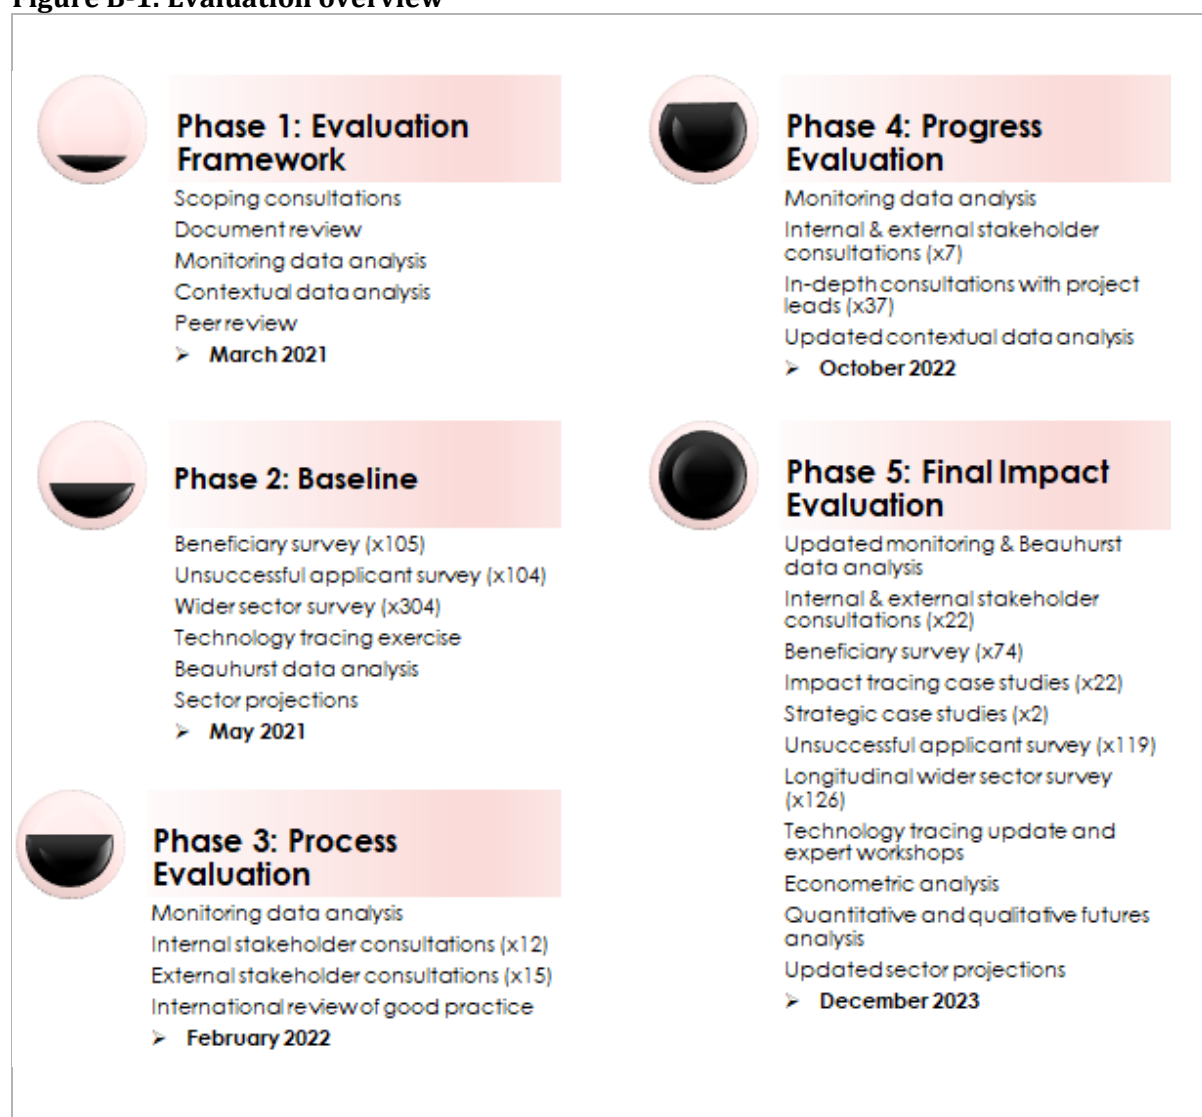 Figure B-1: Evaluation overview
Phase 1: Evaluation
Framework
Scoping consultations
Document review
Monitoring data analysis
Contextual data analysis
Peer review
➢ March 2021
Phase 2: Baseline
Beneficiary survey (x105)
Unsuccessful applicant survey (x104)
Wider sector survey (x304)
Technology tracing exercise
Beauhurst data analysis
Sector projections
➢ May 2021
Phase 3: Process
Evaluation
Monitoring data analysis
Internal stakeholder consultations (x12)
External stakeholder consultations (x15)
International review of good practice
➢ February 2022
Phase 4: Progress
Evaluation
Monitoring data analysis
Internal & external stakeholder
consultations (x7)
In-depth consultations with project
leads (x37)
Updated contextual data analysis
➢ October 2022
Phase 5: Final Impact
Evaluation
Updated monitoring & Beauhurst
data analysis
Internal & external stakeholder
consultations (x22)
Beneficiary survey (x74)
Impact tracing case studies (x22)
Strategic case studies (x2)
Unsuccessful applicant survey (x119)
Longitudinal wider sector survey
(x126)
Technology tracing update and
expert workshops
Econometric analysis
Quantitative and qualitative futures
analysis
Updated sector projections
➢ December 2023